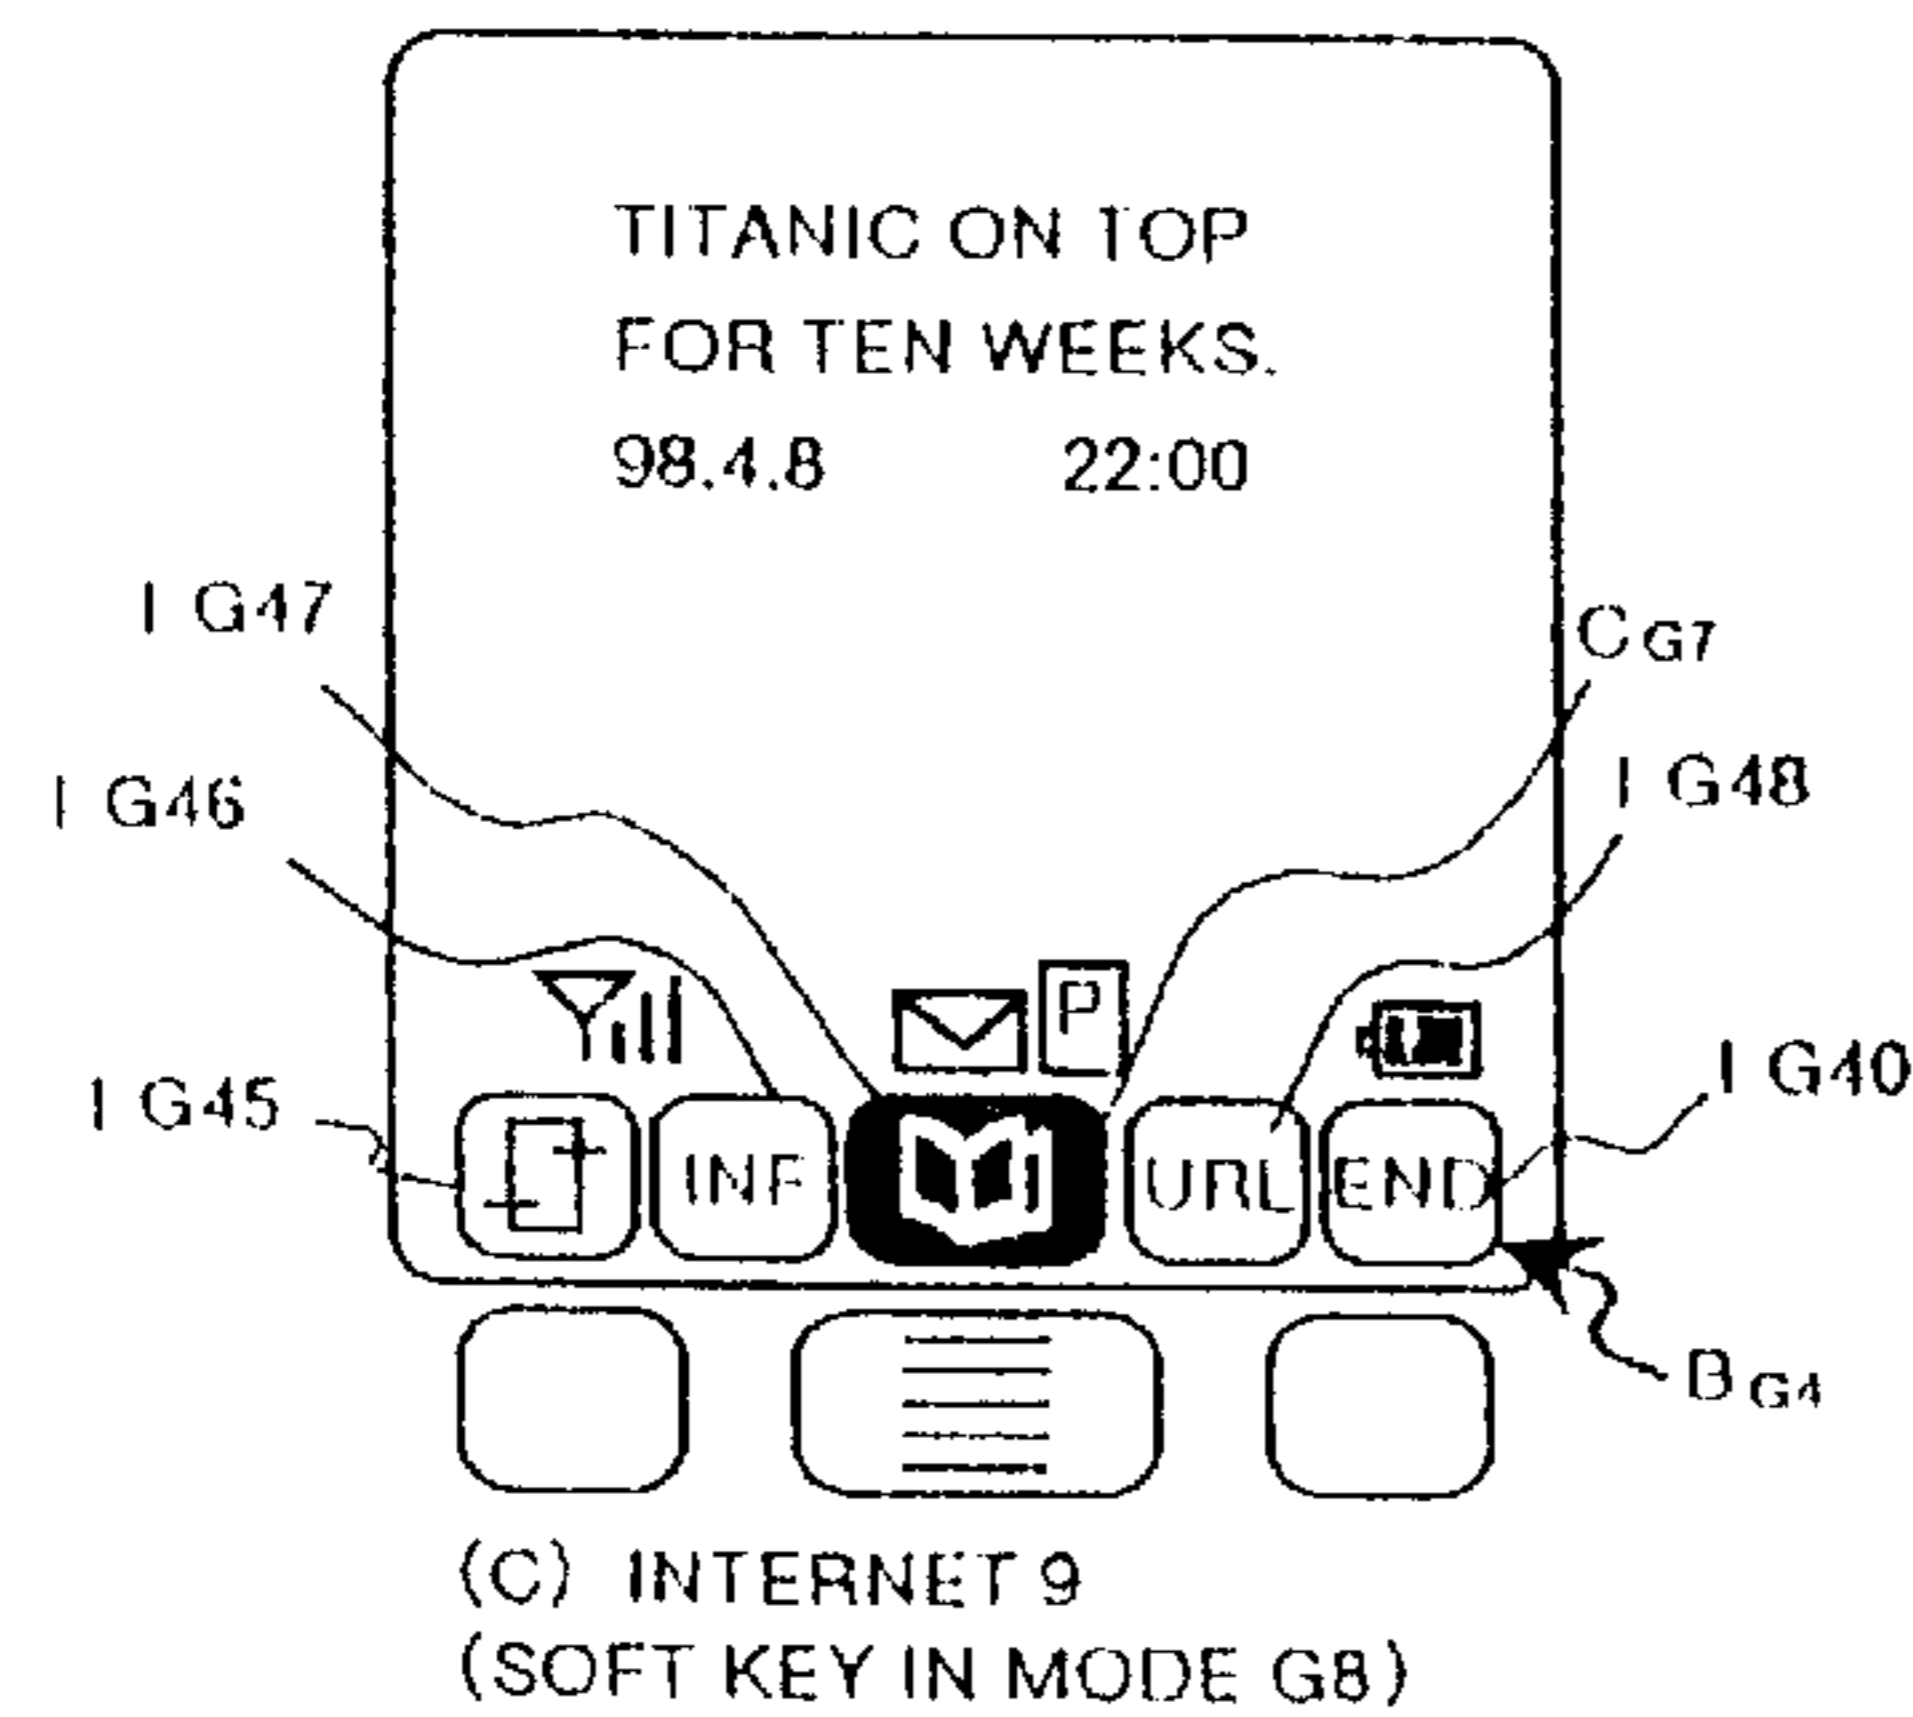 TITANIC ON TOP
FOR TEN WEEKS.
98.4.8 22:00
I G47
C G7
I G46
I G48
P
I G45
I G40
INF
URL
END
B G4
(C) INTERNET 9
(SOFT KEY IN MODE G8)